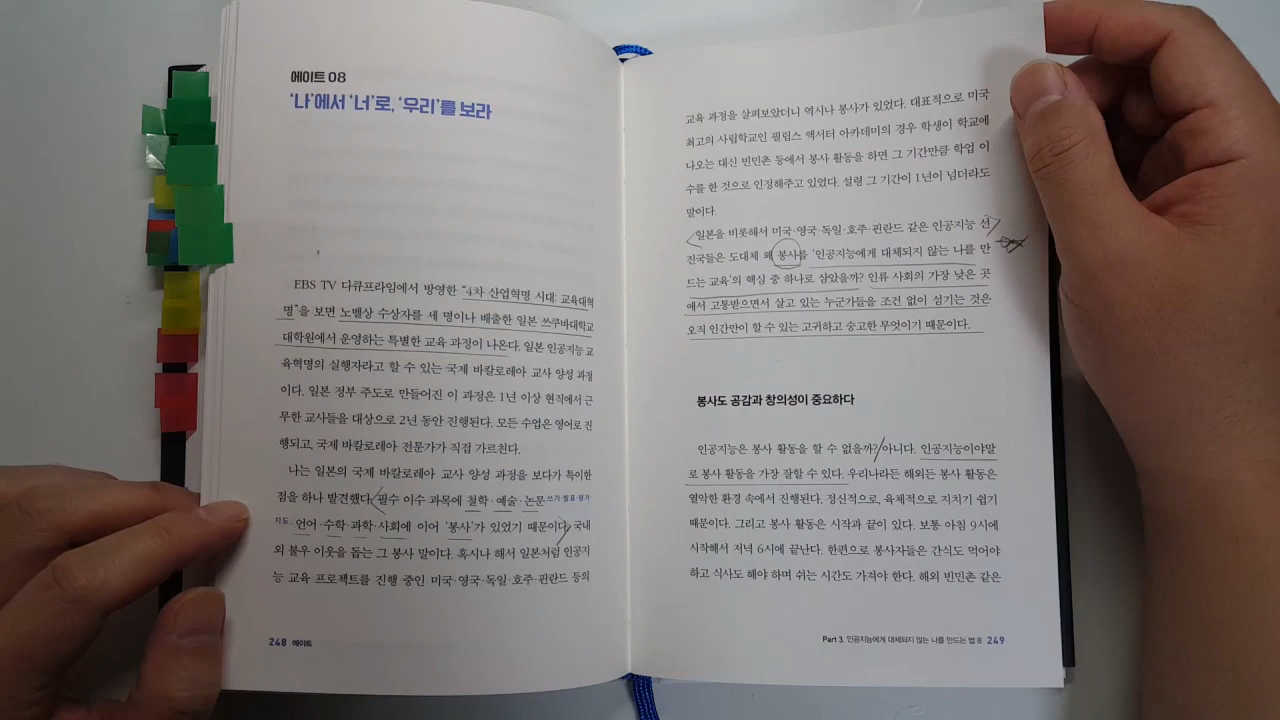 에이트 08
'나'에서 '너'로, '우리'를 보라
EBS TV 다큐프라임에서 방영한 "4차 산업혁명 시대: 교육대혁
명"을 보면 노벨상 수상자를 세 명이나 배출한 일본 쓰쿠바대학교
대학원에서 운영하는 특별한 교육 과정이 나온다. 일본 인공지능 교
육혁명의 실행자라고 할 수 있는 국제 바칼로레아 교사 양성 과정
이다. 일본 정부 주도로 만들어진 이 과정은 1년 이상 현직에서 근
무한 교사들을 대상으로 2년 동안 진행된다. 모든 수업은 영어로 진
행되고, 국제 바칼로레아 전문가가 직접 가르친다.
나는 일본의 국제 바칼로레아 교사 양성 과정을 보다가 특이한
점을 하나 발견했다. 필수 이수 과목에 철학·예술·논문쓰기·발표·평가·
지도·언어·수학·과학·사회에 이어 '봉사'가 있었기 때문이다. 국내
외 불우 이웃을 돕는 그 봉사 말이다. 혹시나 해서 일본처럼 인공지
능 교육 프로젝트를 진행 중인 미국·영국·독일·호주·핀란드 등의
248 에이트
교육 과정을 살펴보았더니 역시나 봉사가 있었다. 대표적으로 미국
최고의 사립학교인 필립스 엑서터 아카데미의 경우 학생이 학교에
나오는 대신 빈민촌 등에서 봉사 활동을 하면 그 기간만큼 학업 이
수를 한 것으로 인정해주고 있었다. 설령 그 기간이 1년이 넘더라도
말이다.
일본을 비롯해서 미국·영국·독일·호주·핀란드 같은 인공지능 선
진국들은 도대체 왜 봉사를 '인공지능에게 대체되지 않는 나를 만
드는 교육'의 핵심 중 하나로 삼았을까? 인류 사회의 가장 낮은 곳
에서 고통받으면서 살고 있는 누군가들을 조건 없이 섬기는 것은
오직 인간만이 할 수 있는 고귀하고 숭고한 무엇이기 때문이다.
봉사도 공감과 창의성이 중요하다
인공지능은 봉사 활동을 할 수 없을까? 아니다. 인공지능이야말
로 봉사 활동을 가장 잘할 수 있다. 우리나라든 해외든 봉사 활동은
열악한 환경 속에서 진행된다. 정신적으로, 육체적으로 지치기 쉽기
때문이다. 그리고 봉사 활동은 시작과 끝이 있다. 보통 아침 9시에
시작해서 저녁 6시에 끝난다. 한편으로 봉사자들은 간식도 먹어야
하고 식사도 해야 하며 쉬는 시간도 가져야 한다. 해외 빈민촌 같은
Part 3. 인공지능에게 대체되지 않는 나를 만드는 법 8 249